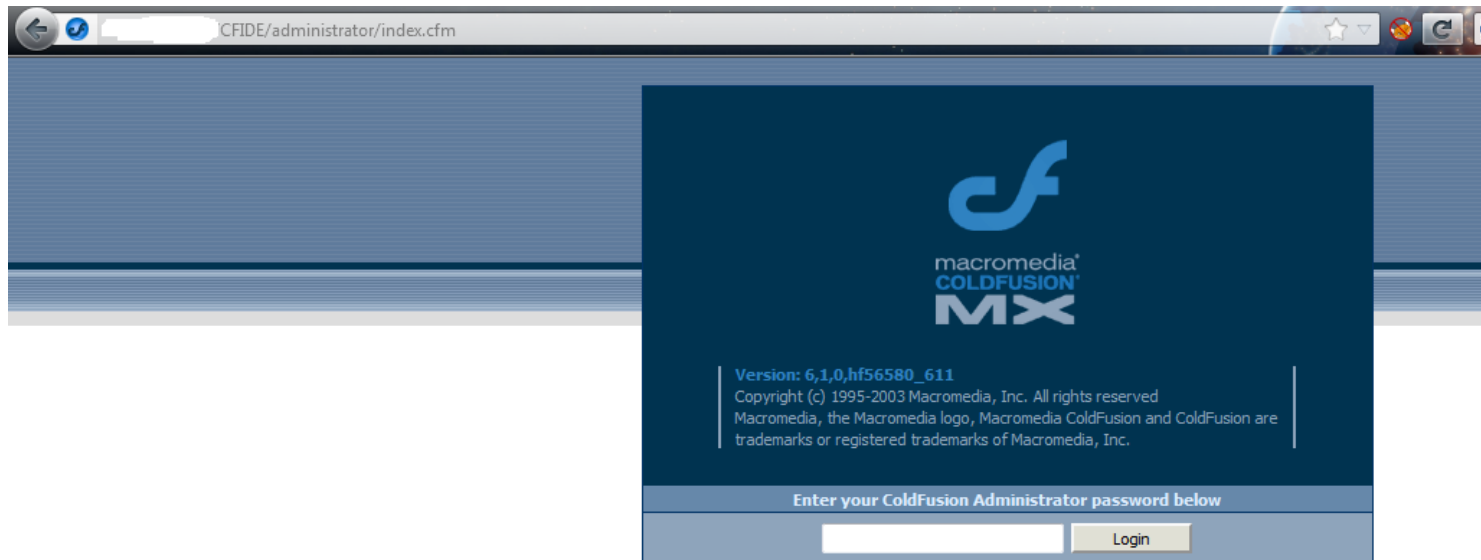 CFIDE/administrator/index.cfm
cf
macromedia®
COLDFUSION®
MX
Version: 6,1,0,hf56580_611
Copyright (c) 1995-2003 Macromedia, Inc. All rights reserved
Macromedia, the Macromedia logo, Macromedia ColdFusion and ColdFusion are
trademarks or registered trademarks of Macromedia, Inc.
Enter your ColdFusion Administrator password below
Login